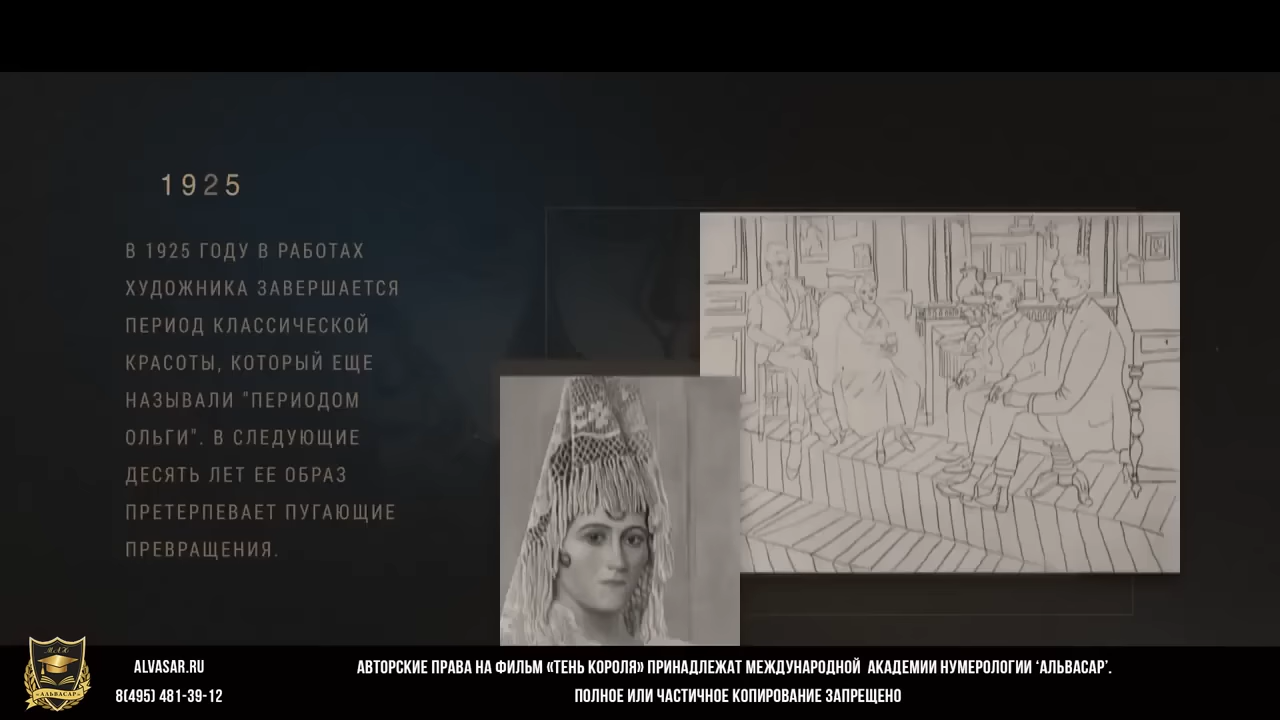 1925
В 1925 ГОДУ В РАБОТАХ
ХУДОЖНИКА ЗАВЕРШАЕТСЯ
ПЕРИОД КЛАССИЧЕСКОЙ
КРАСОТЫ, КОТОРЫЙ ЕЩЕ
НАЗЫВАЛИ "ПЕРИОДОМ
ОЛЬГИ". В СЛЕДУЮЩИЕ
ДЕСЯТЬ ЛЕТ ЕЕ ОБРАЗ
ПРЕТЕРПЕВАЕТ ПУГАЮЩИЕ
ПРЕВРАЩЕНИЯ.
МАН
АЛЬВАСАР
ALVASAR.RU
8(495) 481-39-12
АВТОРСКИЕ ПРАВА НА ФИЛЬМ «ТЕНЬ КОРОЛЯ» ПРИНАДЛЕЖАТ МЕЖДУНАРОДНОЙ АКАДЕМИИ НУМЕРОЛОГИИ ‘АЛЬВАСАР’.
ПОЛНОЕ ИЛИ ЧАСТИЧНОЕ КОПИРОВАНИЕ ЗАПРЕЩЕНО